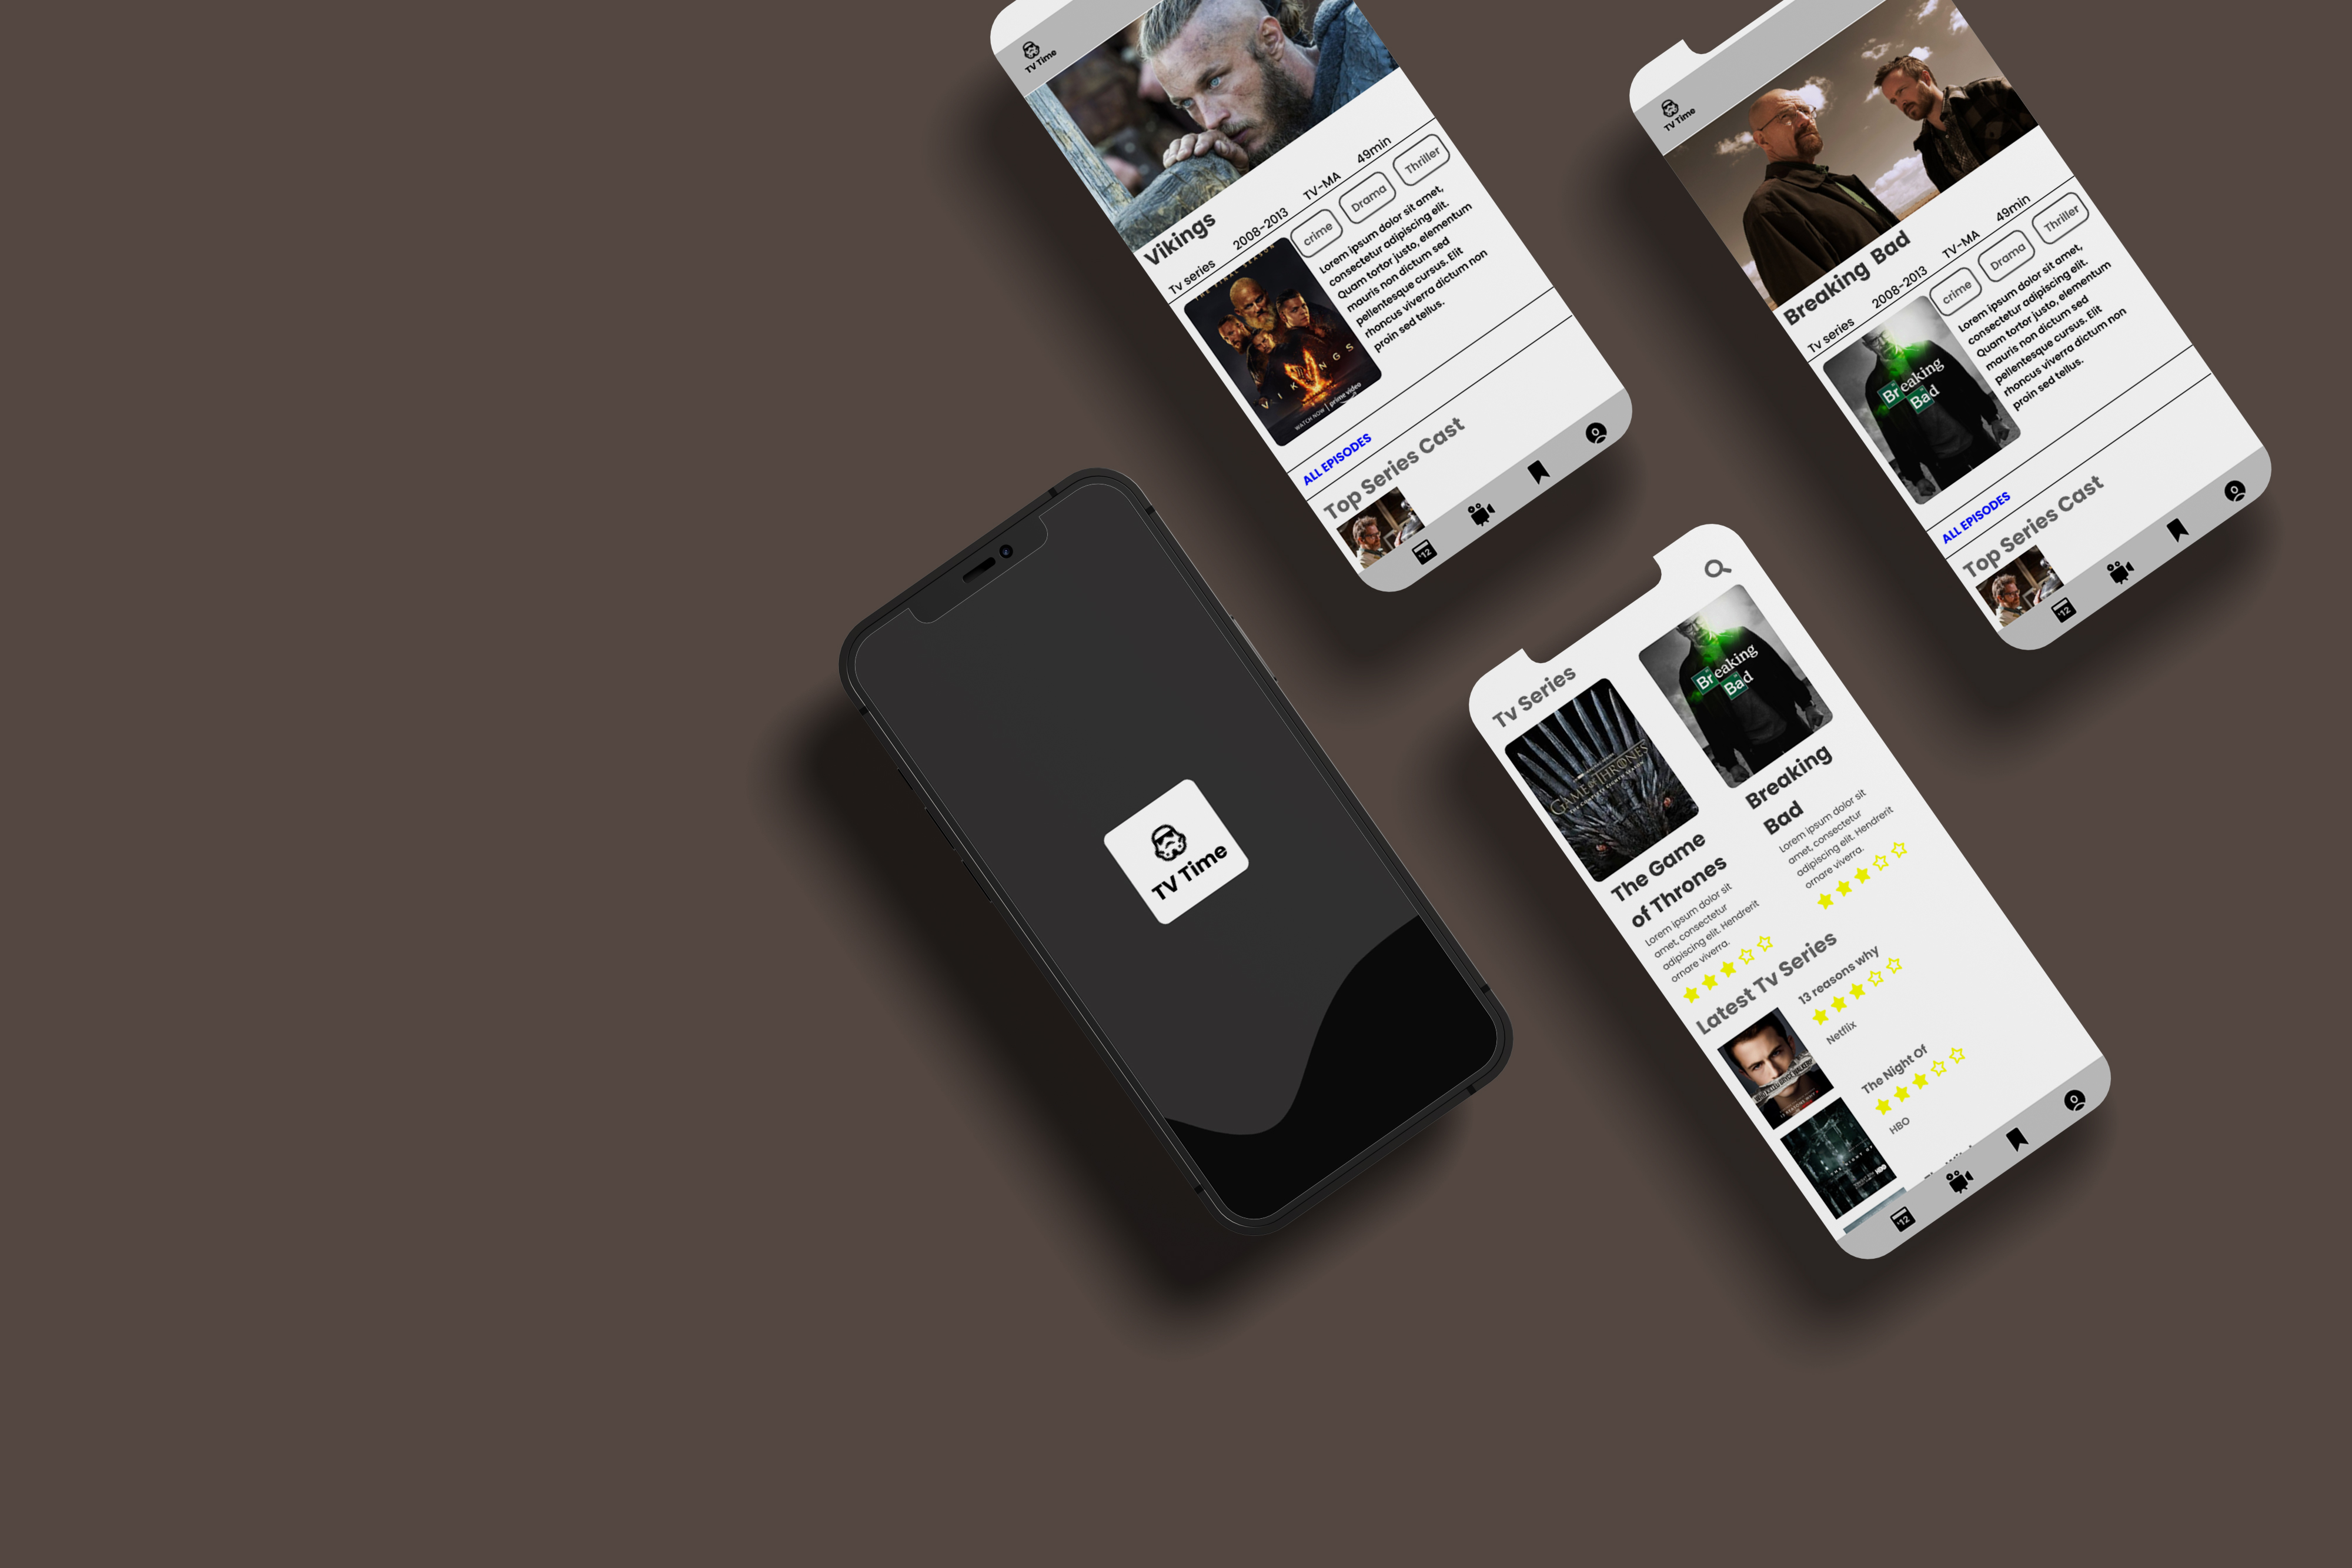 TV Time
Vikings
Tv series
2008-2013
TV-MA
49min
crime
Drama
Thriller
Lorem ipsum dolor sit amet,
consectetur adipiscing elit.
Quam tortor justo, elementum
mauris non dictum sed
pellentesque cursus. Elit
rhoncus viverra dictum non
proin sed tellus.
VIKINGS
WATCH NOW | prime video
ALL EPISODES
Top Series Cast
12
TV Time
Breaking Bad
Tv series
2008-2013
TV-MA
49min
crime
Drama
Thriller
Lorem ipsum dolor sit amet,
consectetur adipiscing elit.
Quam tortor justo, elementum
mauris non dictum sed
pellentesque cursus. Elit
rhoncus viverra dictum non
proin sed tellus.
Breaking
Bad
ALL EPISODES
Top Series Cast
12
TV Time
Tv Series
GAME OF THRONES
The Game
of Thrones
Lorem ipsum dolor sit
amet, consectetur
adipiscing elit. Hendrerit
ornare viverra.
Breaking
Bad
Breaking
Bad
Lorem ipsum dolor sit
amet, consectetur
adipiscing elit. Hendrerit
ornare viverra.
Latest Tv Series
13 reasons why
Netflix
The Night Of
HBO
12